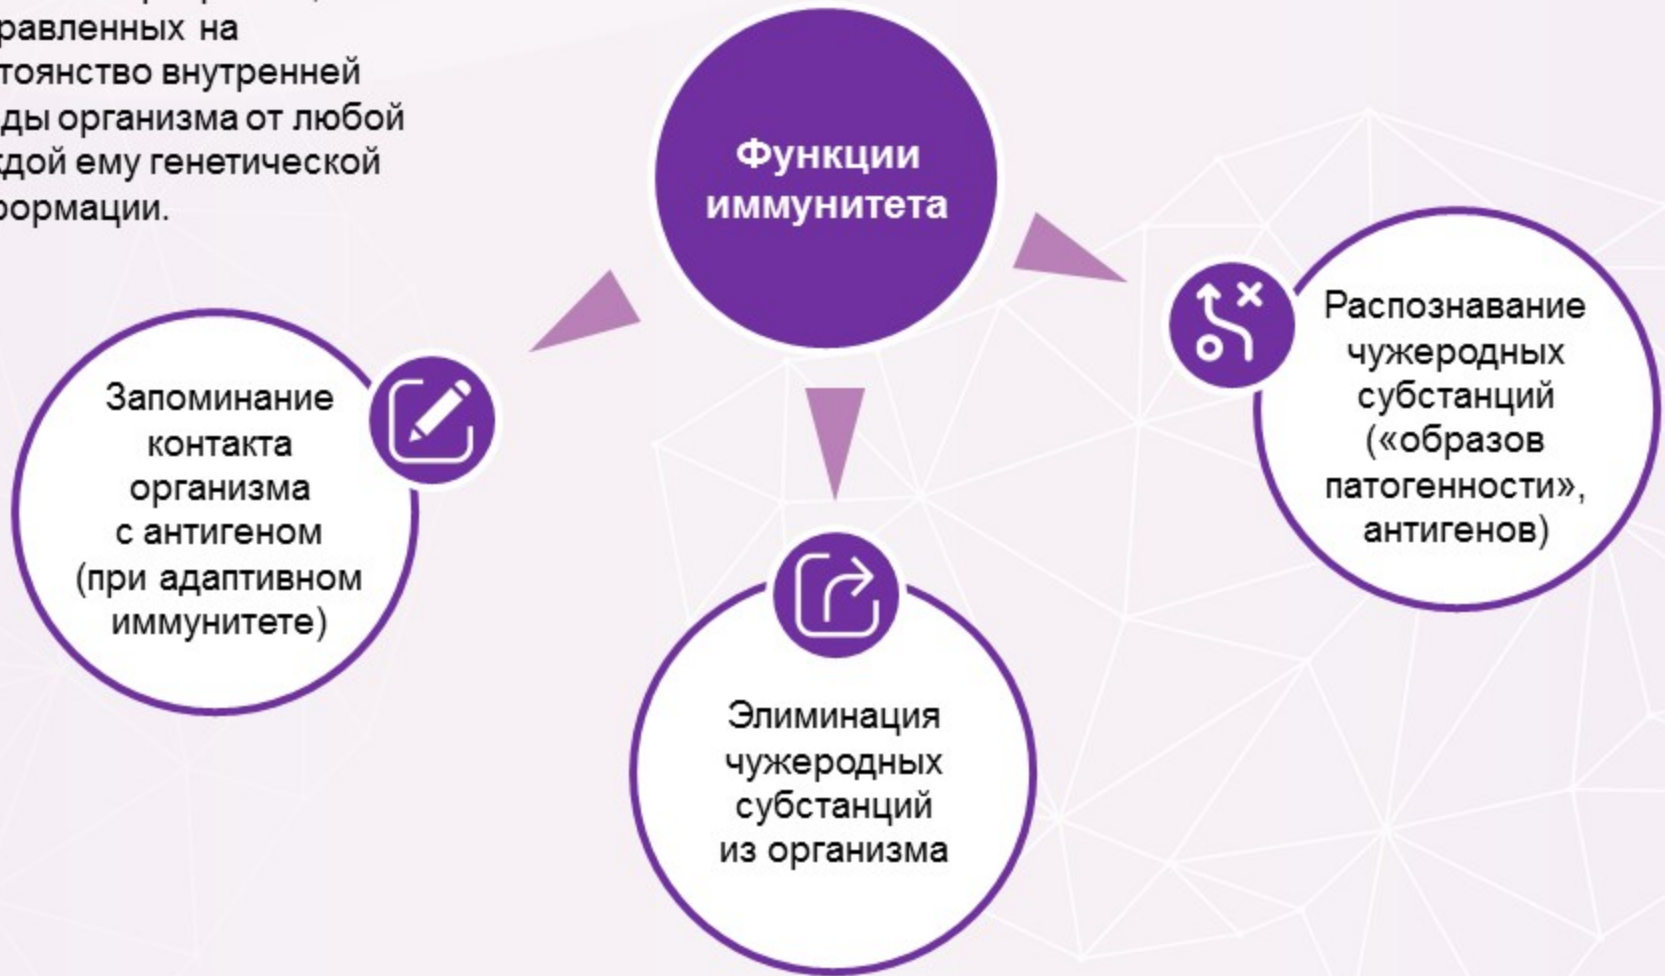 равленных на
тоянство внутренней
ды организма от любой
дой ему генетической
формации.
Функции
иммунитета
Запоминание
контакта
организма
с антигеном
(при адаптивном
иммунитете)
Элиминация
чужеродных
субстанций
из организма
Распознавание
чужеродных
субстанций
(«образов
патогенности»,
антигенов)